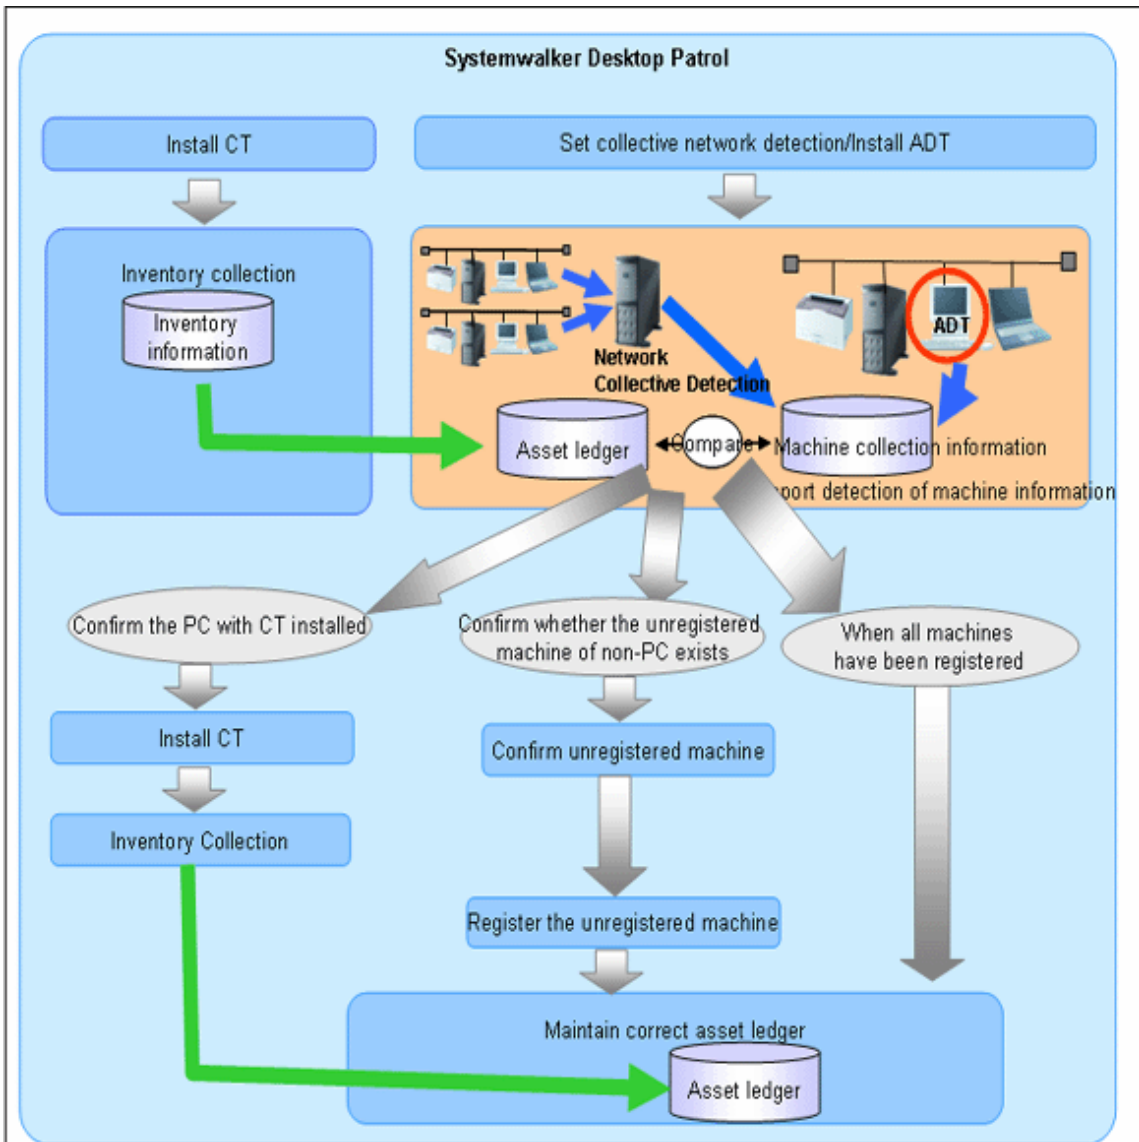 Systemwalker Desktop Patrol
Install CT
Set collective network detection/Install ADT
Inventory collection
Inventory
information
ADT
Network
Collective Detection
Asset ledger
Compare
Machine collection information
port detection of machine information
Confirm the PC with CT installed
Confirm whether the unregistered
machine of non-PC exists
When all machines
have been registered
Install CT
Confirm unregistered machine
Inventory Collection
Register the unregistered machine
Maintain correct asset ledger
Asset ledger